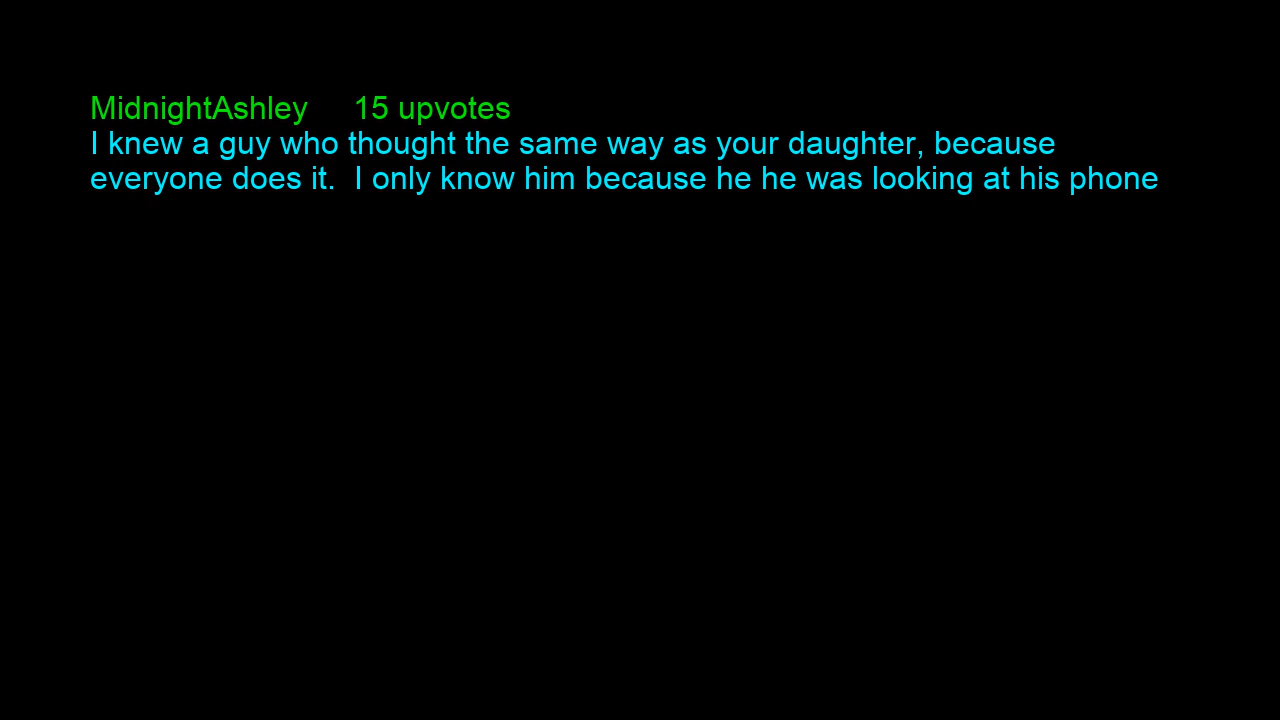 MidnightAshley     15 upvotes
I knew a guy who thought the same way as your daughter, because
everyone does it.  I only know him because he he was looking at his phone